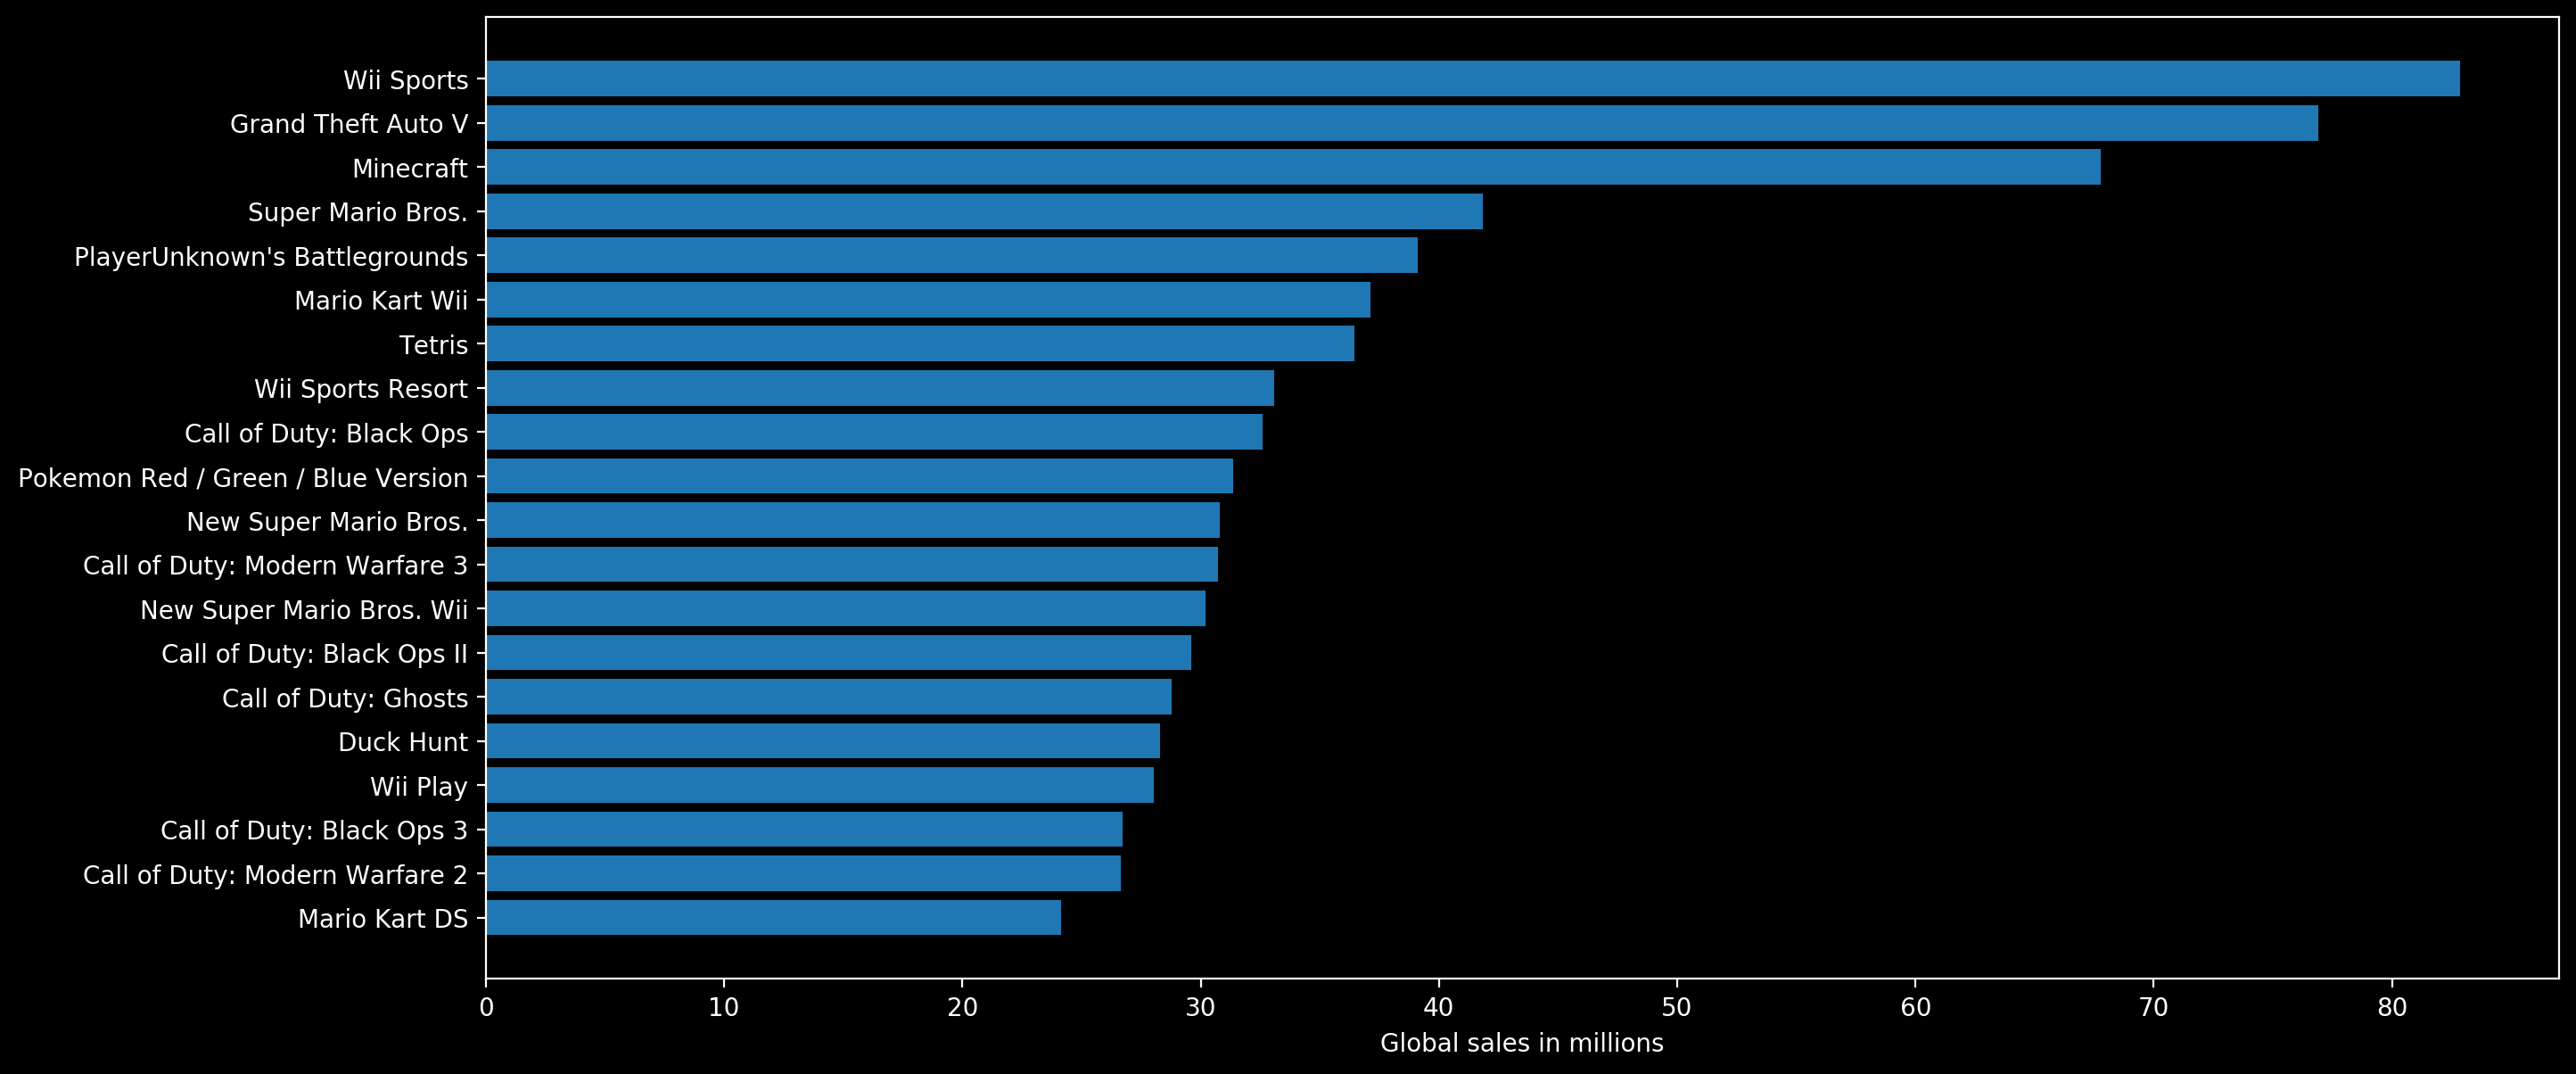 Wii Sports
Grand Theft Auto V
Minecraft
Super Mario Bros.
PlayerUnknown's Battlegrounds
Mario Kart Wii
Tetris
Wii Sports Resort
Call of Duty: Black Ops
Pokemon Red / Green / Blue Version
New Super Mario Bros.
Call of Duty: Modern Warfare 3
New Super Mario Bros. Wii
Call of Duty: Black Ops II
Call of Duty: Ghosts
Duck Hunt
Wii Play
Call of Duty: Black Ops 3
Call of Duty: Modern Warfare 2
Mario Kart DS
0 10 20 30 40 50 60 70 80
Global sales in millions